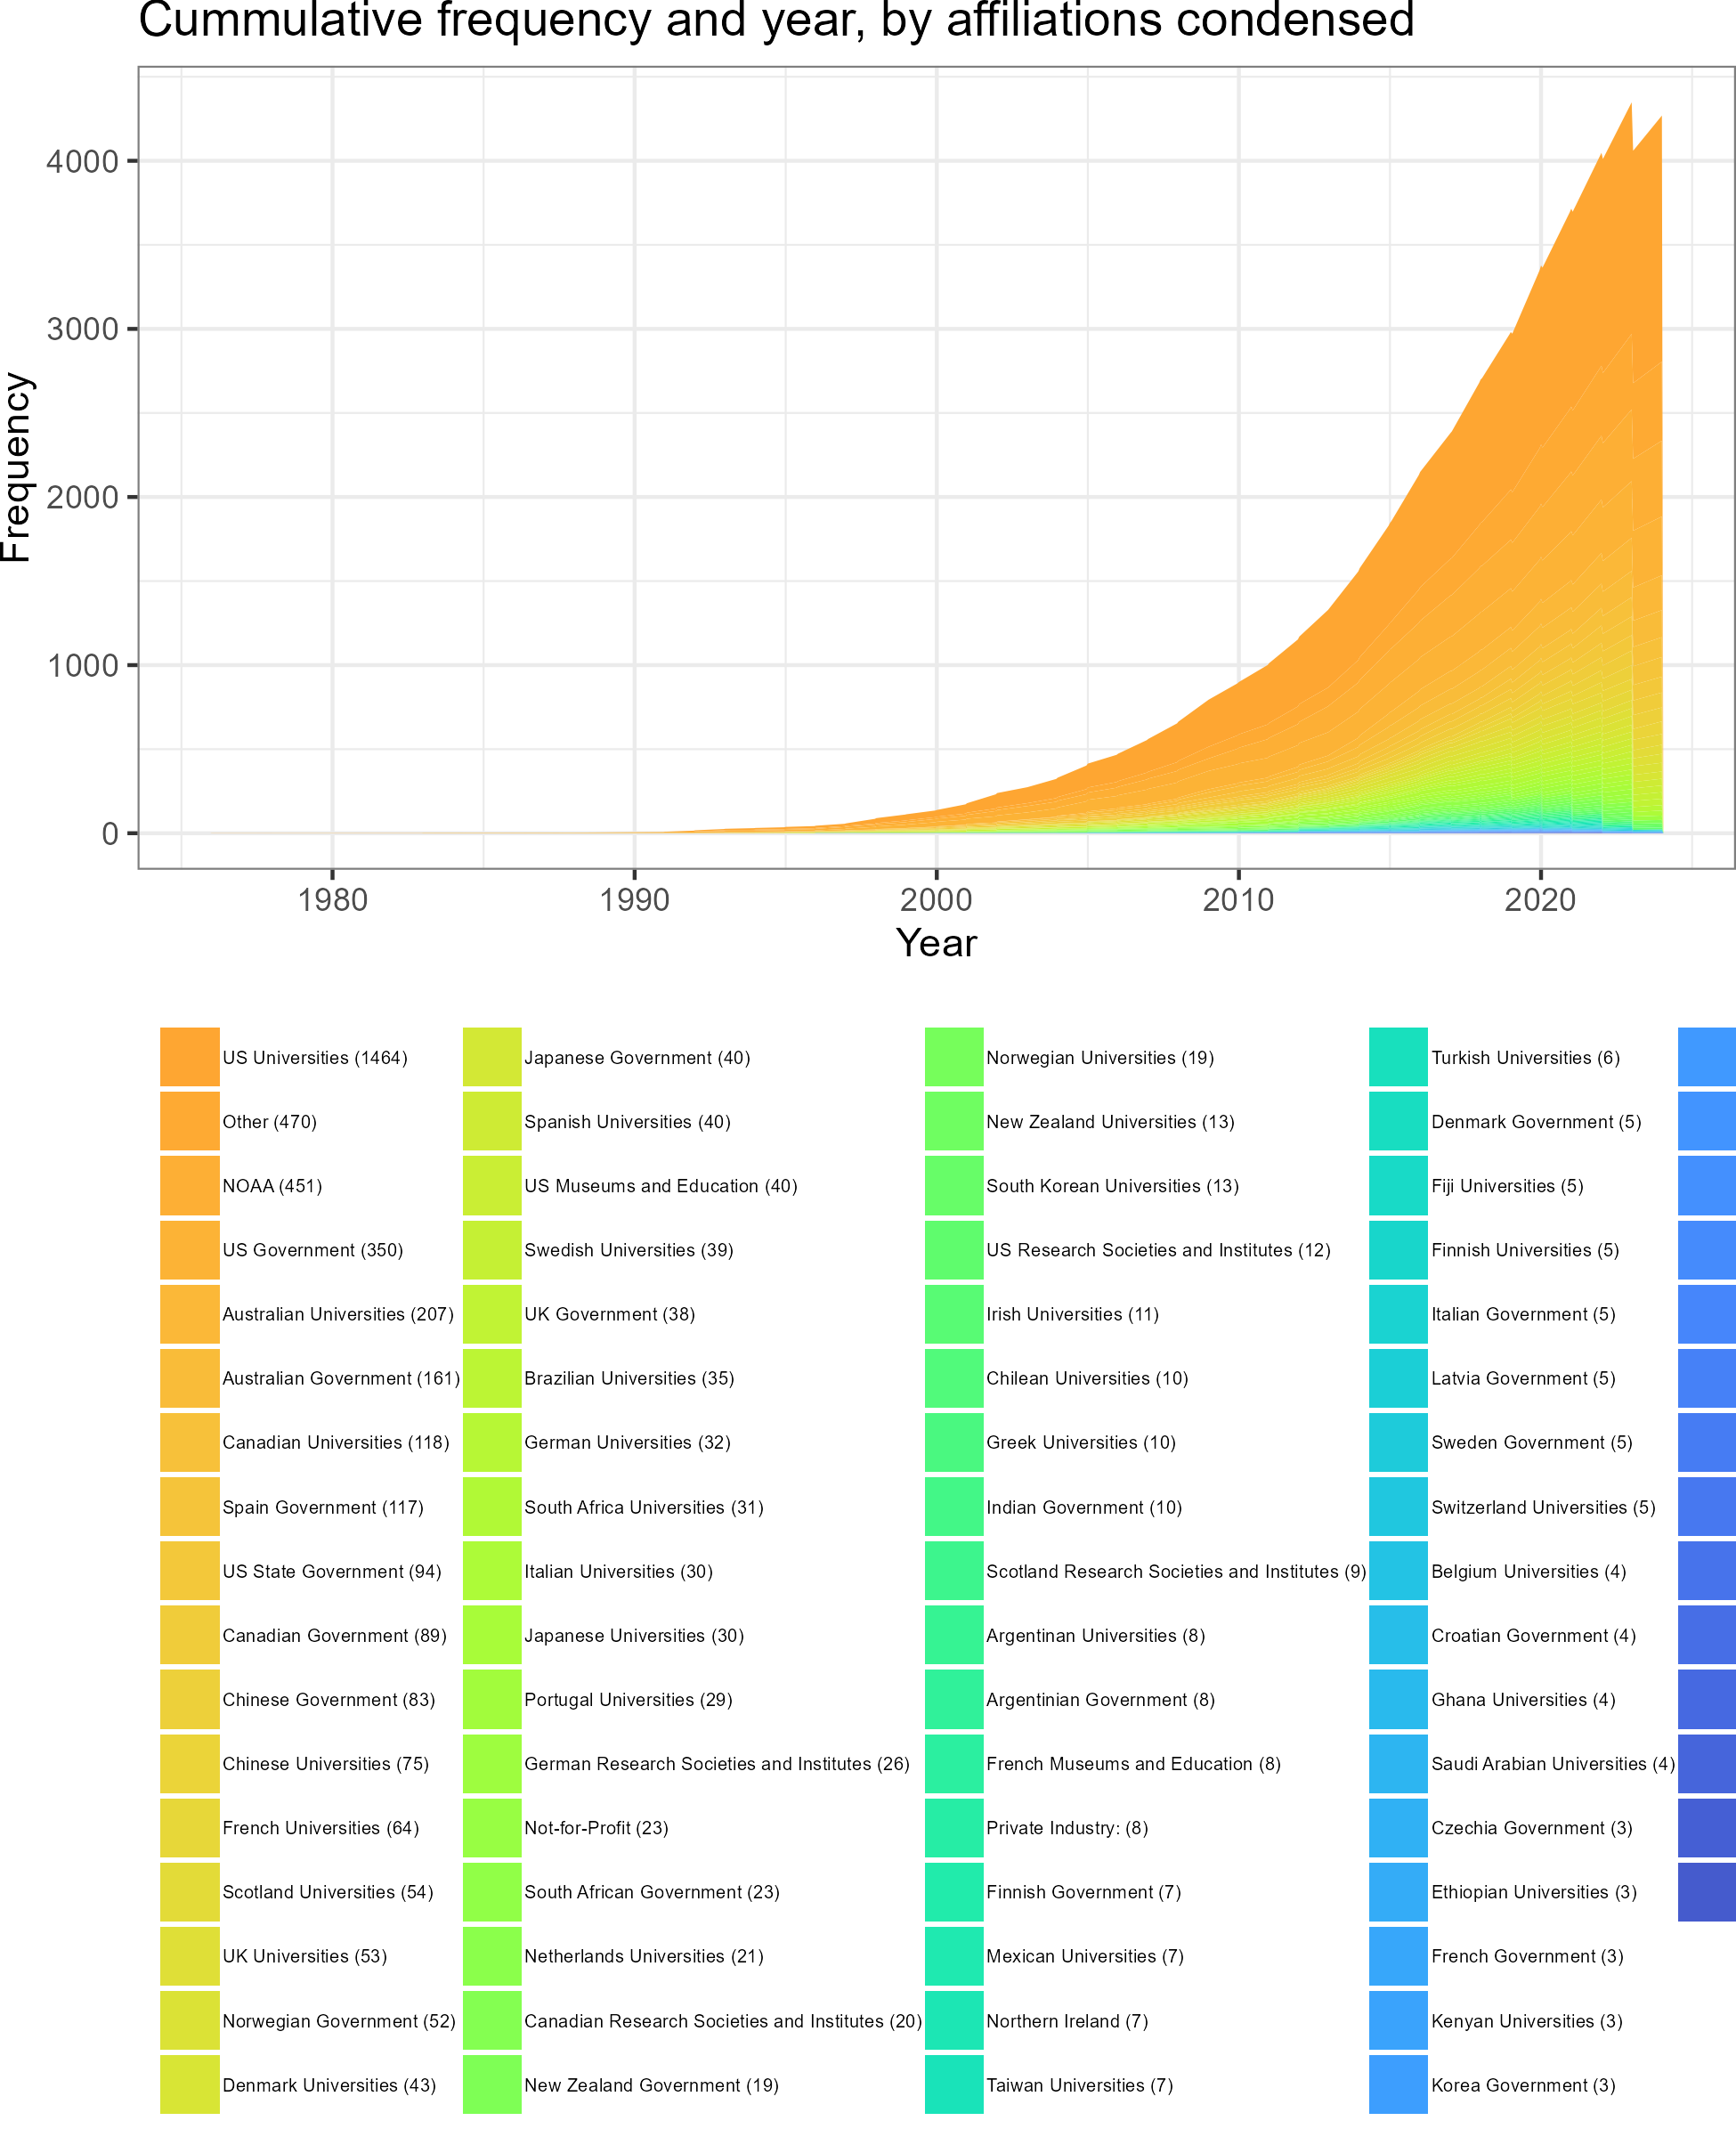 Cummulative frequency and year, by affiliations condensed
Frequency
4000
3000
2000
1000
0
1980 1990 2000 2010 2020
Year
US Universities (1464)
Other (470)
NOAA (451)
US Government (350)
Australian Universities (207)
Australian Government (161)
Canadian Universities (118)
Spain Government (117)
US State Government (94)
Canadian Government (89)
Chinese Government (83)
Chinese Universities (75)
French Universities (64)
Scotland Universities (54)
UK Universities (53)
Norwegian Government (52)
Denmark Universities (43)
Japanese Government (40)
Spanish Universities (40)
US Museums and Education (40)
Swedish Universities (39)
UK Government (38)
Brazilian Universities (35)
German Universities (32)
South Africa Universities (31)
Italian Universities (30)
Japanese Universities (30)
Portugal Universities (29)
German Research Societies and Institutes (26)
Not-for-Profit (23)
South African Government (23)
Netherlands Universities (21)
Canadian Research Societies and Institutes (20)
New Zealand Government (19)
Norwegian Universities (19)
New Zealand Universities (13)
South Korean Universities (13)
US Research Societies and Institutes (12)
Irish Universities (11)
Chilean Universities (10)
Greek Universities (10)
Indian Government (10)
Scotland Research Societies and Institutes (9)
Argentinan Universities (8)
Argentinian Government (8)
French Museums and Education (8)
Private Industry: (8)
Finnish Government (7)
Mexican Universities (7)
Northern Ireland (7)
Taiwan Universities (7)
Turkish Universities (6)
Denmark Government (5)
Fiji Universities (5)
Finnish Universities (5)
Italian Government (5)
Latvia Government (5)
Sweden Government (5)
Switzerland Universities (5)
Belgium Universities (4)
Croatian Government (4)
Ghana Universities (4)
Saudi Arabian Universities (4)
Czechia Government (3)
Ethiopian Universities (3)
French Government (3)
Kenyan Universities (3)
Korea Government (3)